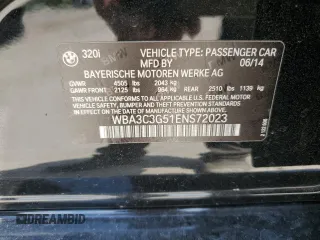 320i VEHICLE TYPE: PASSENGER CAR
MFD BY 06/14
BAYERISCHE MOTOREN WERKE AG
GVWR 4505 lbs 2043 kg
GAWR FRONT 2125 lbs 964 kg REAR 2510 lbs 1139 kg
THIS VEHICLE CONFORMS TO ALL APPLICABLE
U.S. FEDERAL MOTOR VEHICLE SAFETY, BUMPER,
AND THEFT PREVENTION STANDARDS IN EFFECT
ON THE DATE OF MANUFACTURE SHOWN ABOVE
WBA3C3G51ENS72023
DREAMBID